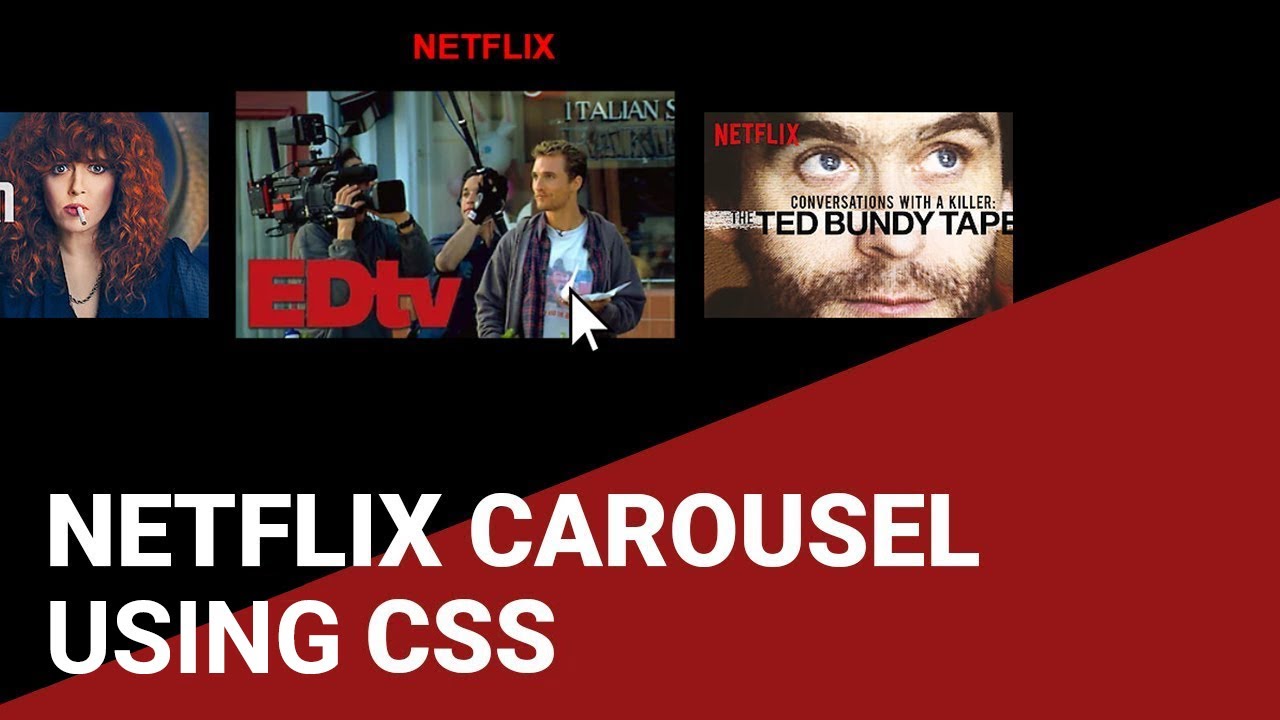 NETFLIX
ITALIAN S
EDtv
NETFLIX
CONVERSATIONS WITH A KILLER:
THE TED BUNDY TAPE
NETFLIX CAROUSEL
USING CSS